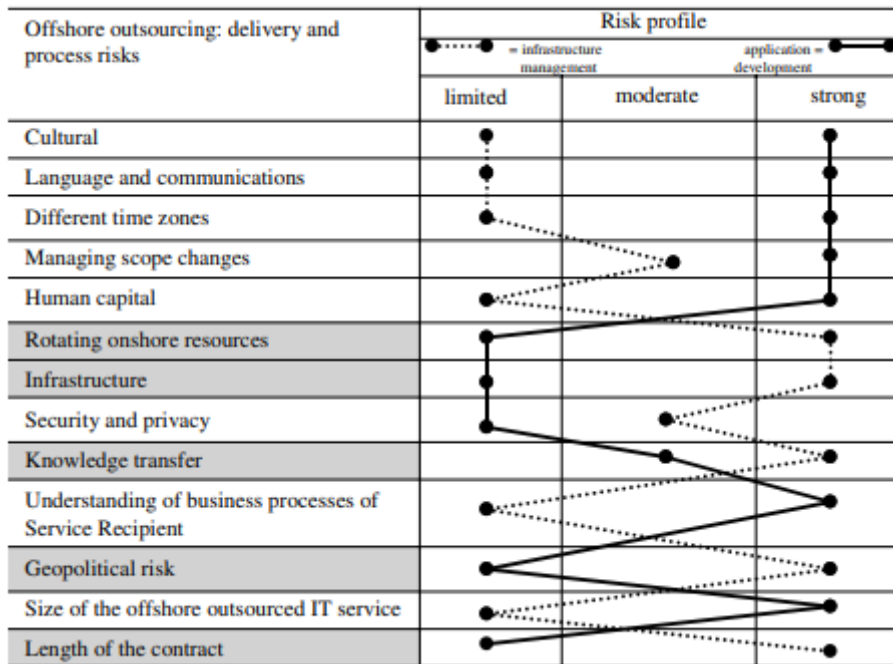 Offshore outsourcing: delivery and
process risks
Risk profile
= infrastructure
management
application =
development
limited
moderate
strong
Cultural
Language and communications
Different time zones
Managing scope changes
Human capital
Rotating onshore resources
Infrastructure
Security and privacy
Knowledge transfer
Understanding of business processes of
Service Recipient
Geopolitical risk
Size of the offshore outsourced IT service
Length of the contract